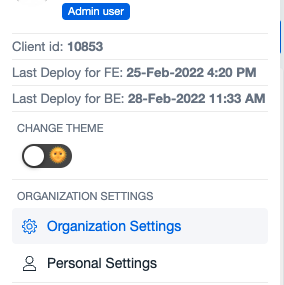 Admin user
Client id: 10853
Last Deploy for FE: 25-Feb-2022 4:20 PM
Last Deploy for BE: 28-Feb-2022 11:33 AM
CHANGE THEME
ORGANIZATION SETTINGS
Organization Settings
Personal Settings